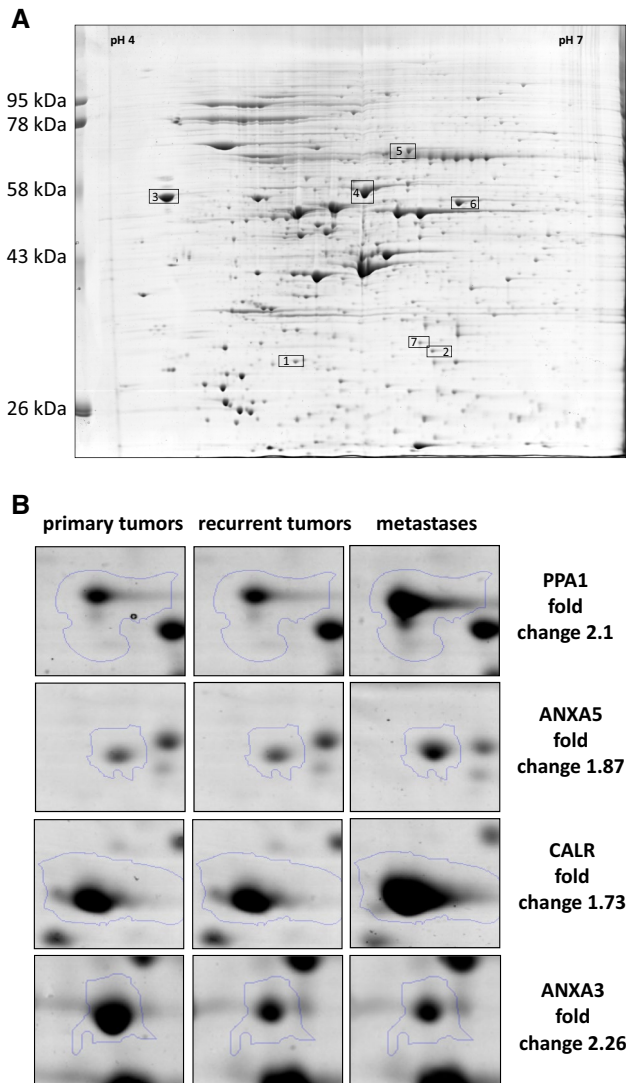 A
pH 4 pH 7
95 kDa
78 kDa
5
58 kDa
3
4
6
43 kDa
7
2
1
26 kDa
B
primary tumors recurrent tumors metastases
PPA1
fold
change 2.1
ANXA5
fold
change 1.87
CALR
fold
change 1.73
ANXA3
fold
change 2.26